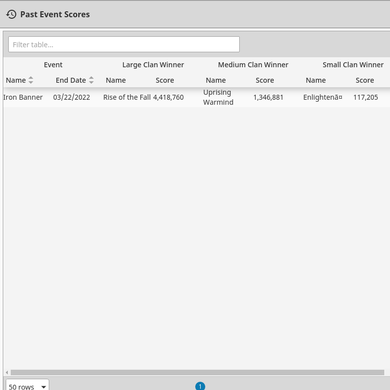 Past Event Scores
Filter table...
Event Large Clan Winner Medium Clan Winner Small Clan Winner
Name End Date Name Score Name Score Name Score
Iron Banner 03/22/2022 Rise of the Fall 4,418,760 Uprising Warmind 1,346,881 Enlightenã¤ 117,205
50 rows
1